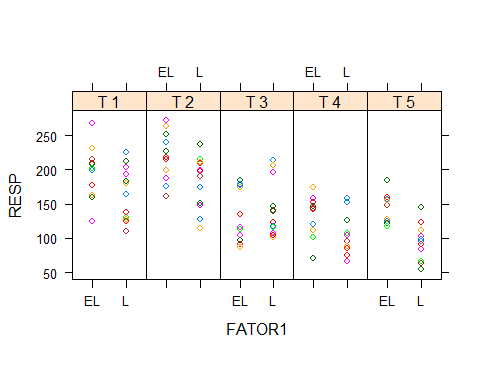 EL L EL L
T 1 T 2 T 3 T 4 T 5
250
200
150
100
50
RESP
EL L EL L EL L
FATOR1